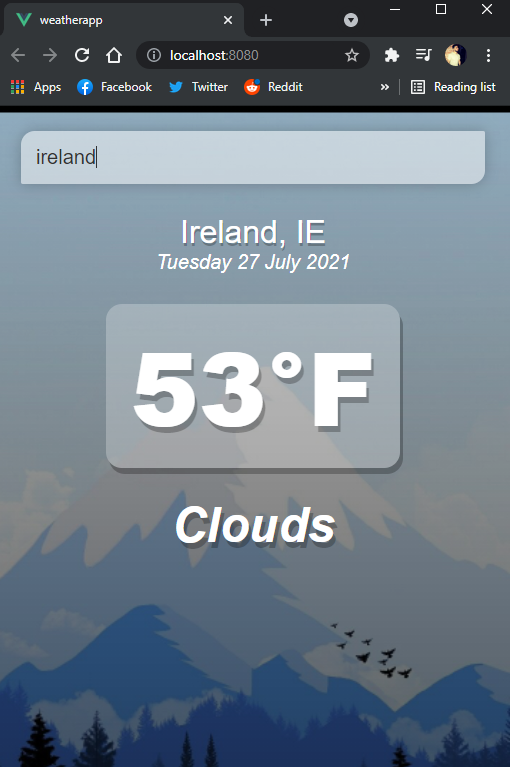 weatherapp
localhost:8080
Apps Facebook Twitter Reddit » Reading list
ireland
Ireland, IE
Tuesday 27 July 2021
53°F
Clouds